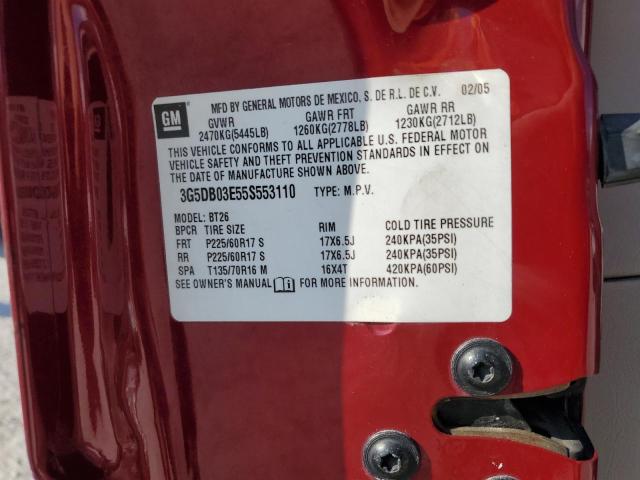 GM
MFD BY GENERAL MOTORS DE MEXICO, S. DE R.L. DE C.V. 02/05
GVWR GAWR FRT GAWR RR
2470KG(5445LB) 1260KG(2778LB) 1230KG(2712LB)
THIS VEHICLE CONFORMS TO ALL APPLICABLE U.S. FEDERAL MOTOR
VEHICLE SAFETY AND THEFT PREVENTION STANDARDS IN EFFECT ON
THE DATE OF MANUFACTURE SHOWN ABOVE.
3G5DB03E55S553110 TYPE: M.P.V.
MODEL: BT26
BPCR TIRE SIZE RIM COLD TIRE PRESSURE
FRT P225/60R17 S 17X6.5J 240KPA(35PSI)
RR P225/60R17 S 17X6.5J 240KPA(35PSI)
SPA T135/70R16 M 16X4T 420KPA(60PSI)
SEE OWNER'S MANUAL FOR MORE INFORMATION.